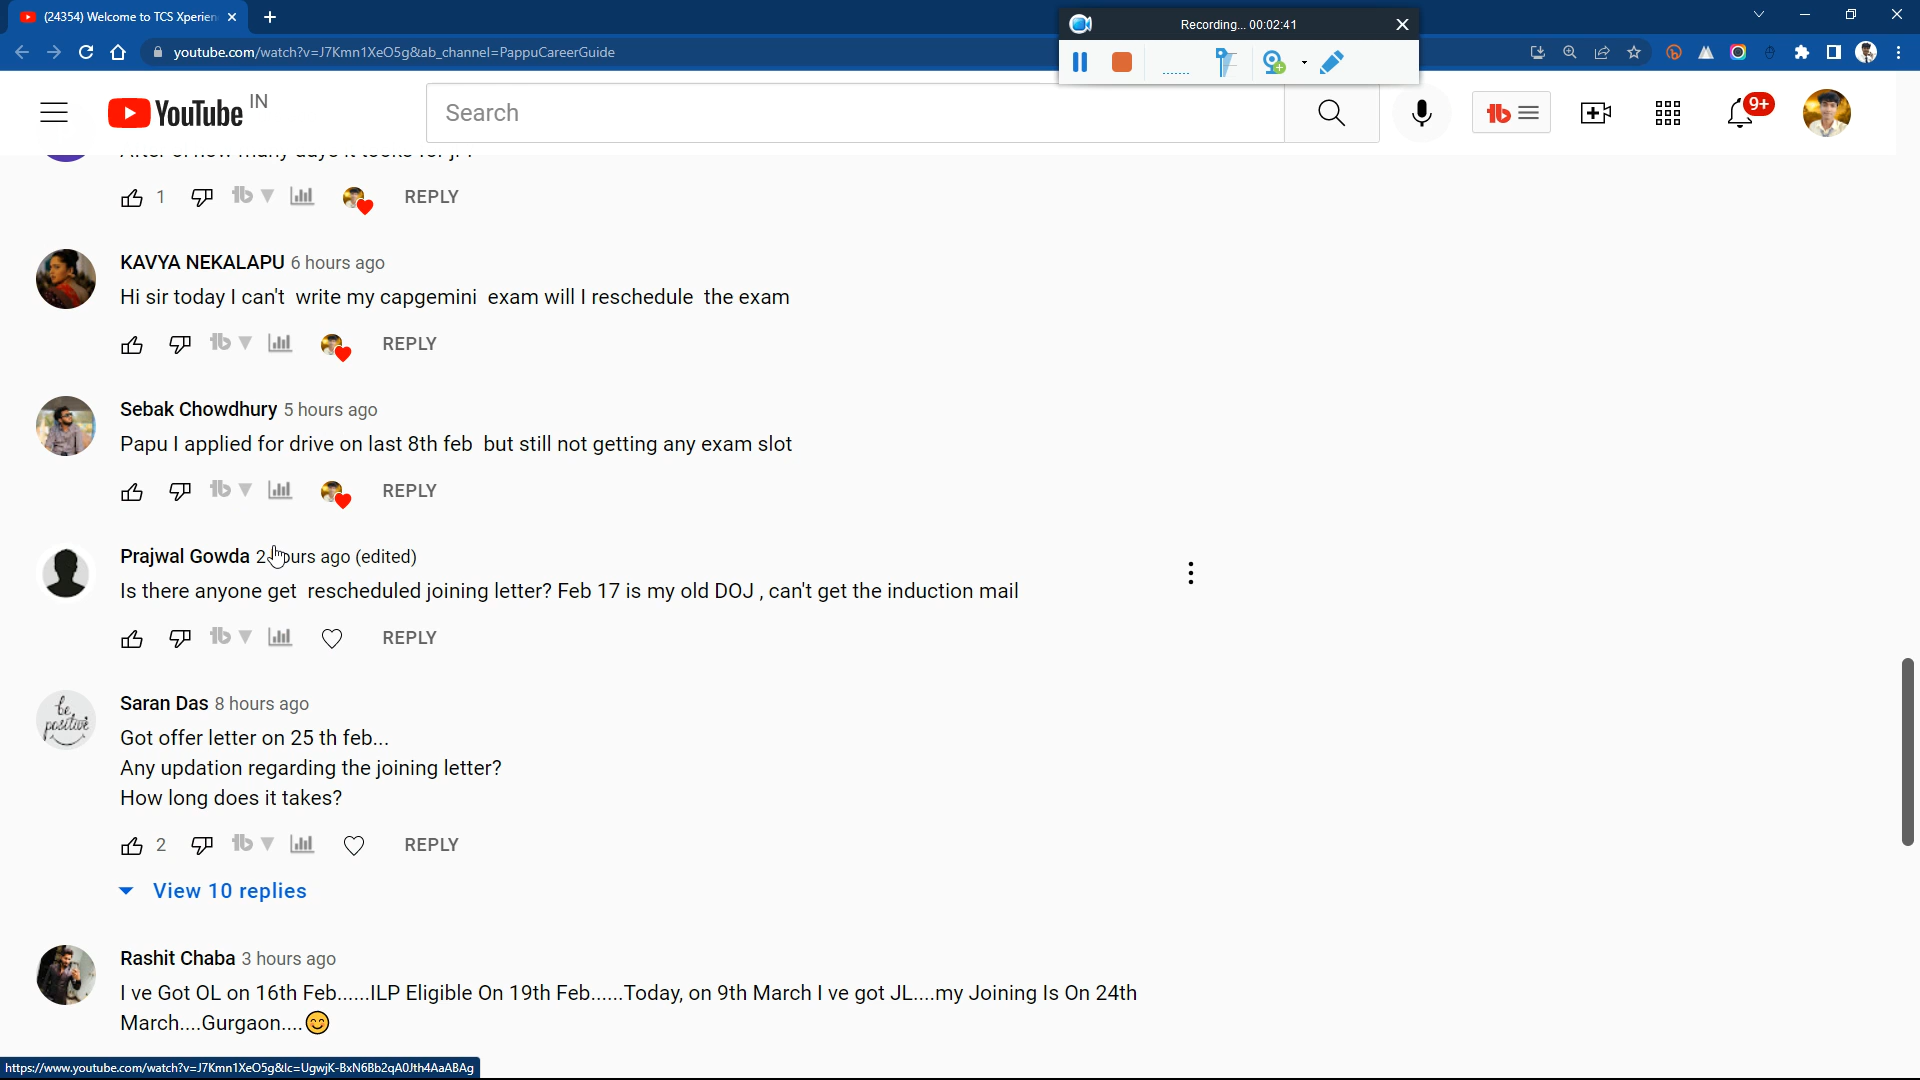 (24354) Welcome to TCS Xperien
Recording... 00:02:41
youtube.com/watch?v=J7Kmn1XeO5g&ab_channel=PappuCareerGuide
YouTube IN
Search
9+
1 REPLY
KAVYA NEKALAPU 6 hours ago
Hi sir today I can't write my capgemini exam will I reschedule the exam
REPLY
Sebak Chowdhury 5 hours ago
Papu I applied for drive on last 8th feb but still not getting any exam slot
REPLY
Prajwal Gowda 2 hours ago (edited)
Is there anyone get rescheduled joining letter? Feb 17 is my old DOJ , can't get the induction mail
REPLY
be positive
Saran Das 8 hours ago
Got offer letter on 25 th feb...
Any updation regarding the joining letter?
How long does it takes?
2 REPLY
View 10 replies
Rashit Chaba 3 hours ago
I ve Got OL on 16th Feb......ILP Eligible On 19th Feb......Today, on 9th March I ve got JL....my Joining Is On 24th
March....Gurgaon....😊
https://www.youtube.com/watch?v=J7Kmn1XeO5g&lc=UgwjK-BxN6Bb2qA0Jth4AaABAg